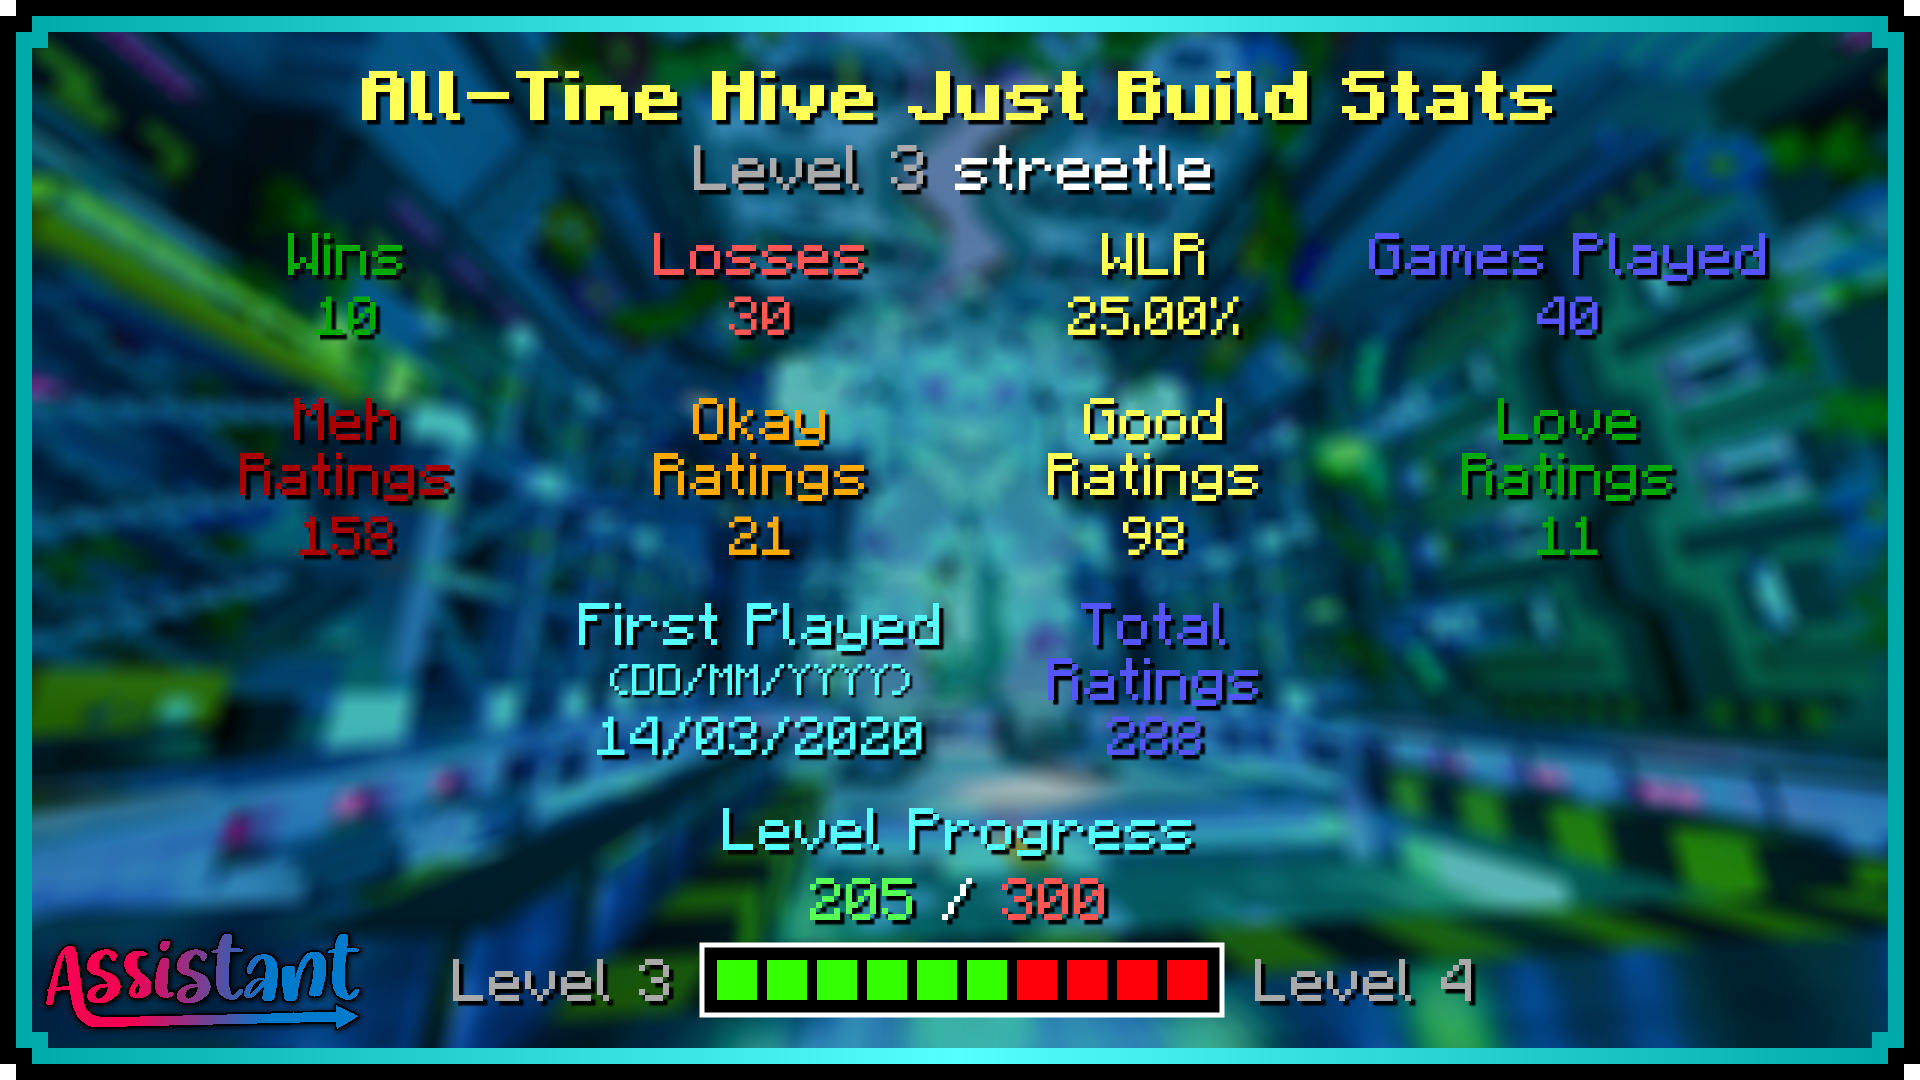 All-Time Hive Just Build Stats
Level 3 streetle
Wins
10
Losses
30
WLR
25.00%
Games Played
40
Meh
Ratings
158
Okay
Ratings
21
Good
Ratings
98
Love
Ratings
11
First Played
(DD/MM/YYYY)
14/03/2020
Total
Ratings
288
Level Progress
205 / 300
Level 3
Level 4
Assistant